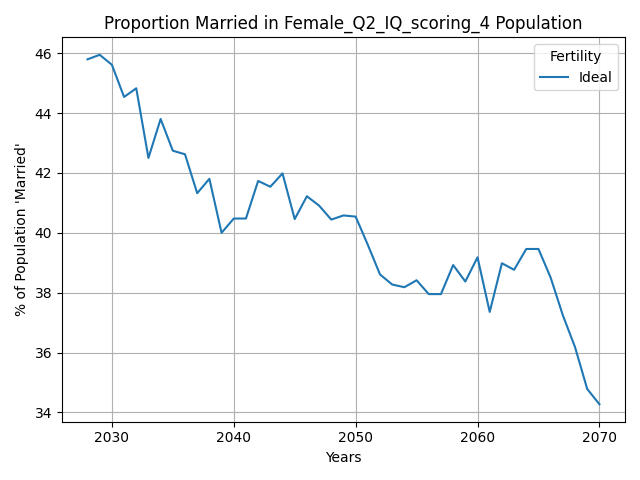 Proportion Married in Female_Q2_IQ_scoring_4 Population
% of Population 'Married'
46
44
42
40
38
36
34
Fertility
Ideal
2030 2040 2050 2060 2070
Years